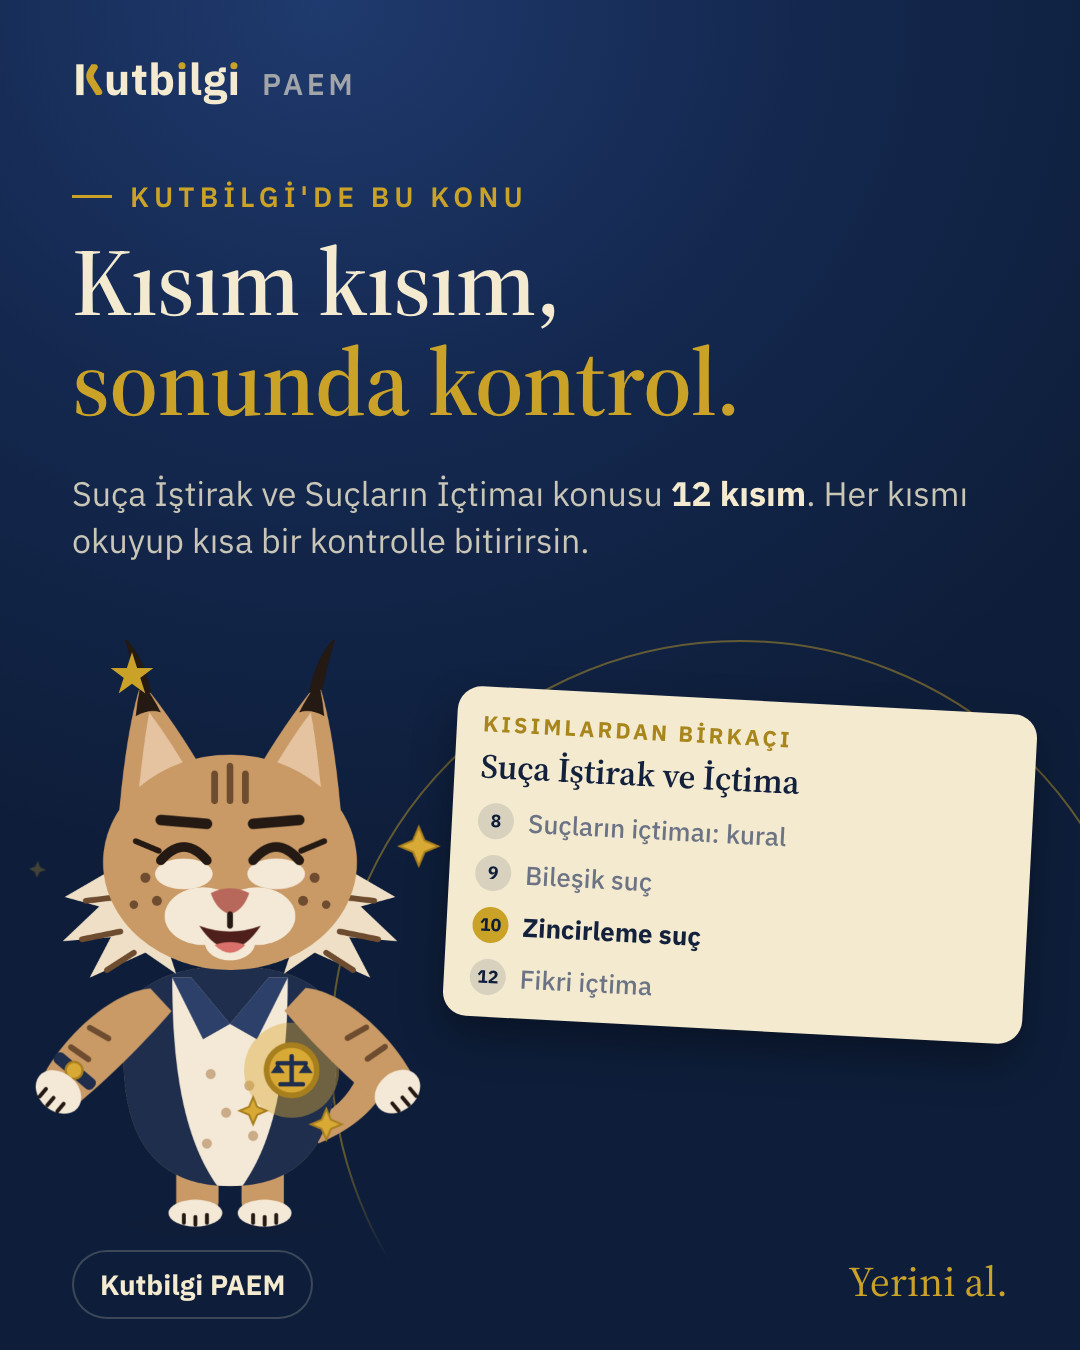 Kutbilgi PAEM
KUTBİLGİ'DE BU KONU
Kısım kısım,
sonunda kontrol.
Suça İştirak ve Suçların İçtimaı konusu 12 kısım. Her kısmı
okuyup kısa bir kontrolle bitirirsin.
KISIMLARDAN BİRKAÇI
Suça İştirak ve İçtima
8 Suçların içtimaı: kural
9 Bileşik suç
10 Zincirleme suç
12 Fikri içtima
Kutbilgi PAEM
Yerini al.